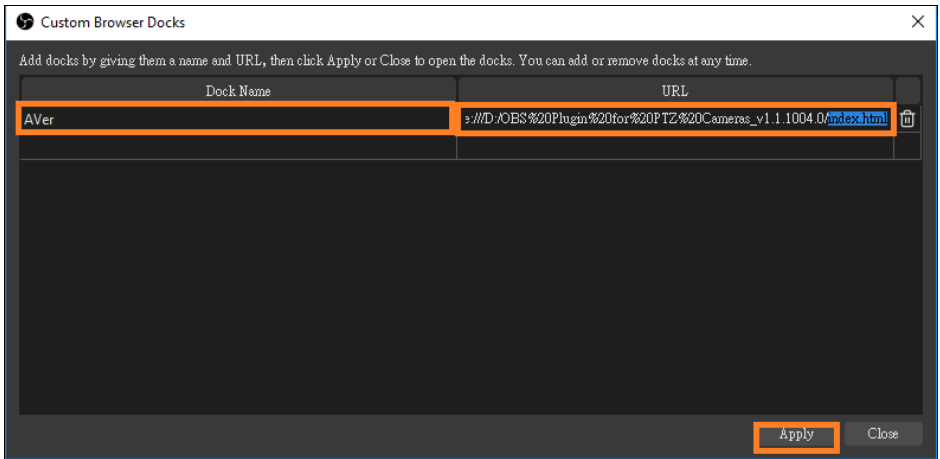 Custom Browser Docks
Add docks by giving them a name and URL, then click Apply or Close to open the docks. You can add or remove docks at any time.
Dock Name URL
AVer e:///D:/OBS%20Plugin%20for%20PTZ%20Cameras_v1.1.1004.0/index.html
Apply Close